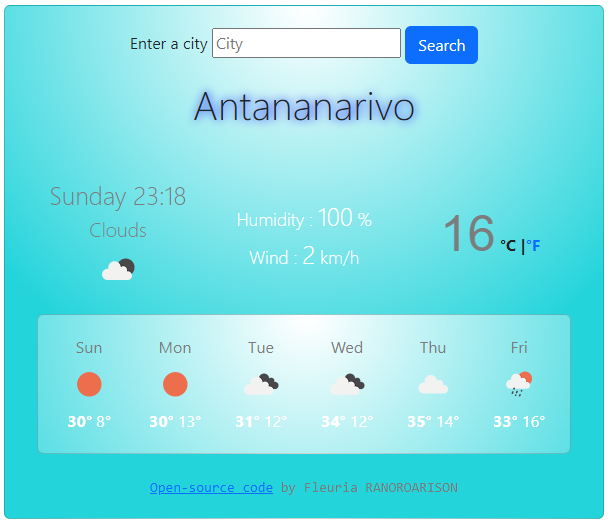 Enter a city City Search
Antananarivo
Sunday 23:18
Clouds
Humidity : 100 %
Wind : 2 km/h
16 °C |°F
Sun Mon Tue Wed Thu Fri
30° 8° 30° 13° 31° 12° 34° 12° 35° 14° 33° 16°
Open-source code by Fleuria RANOROARISON